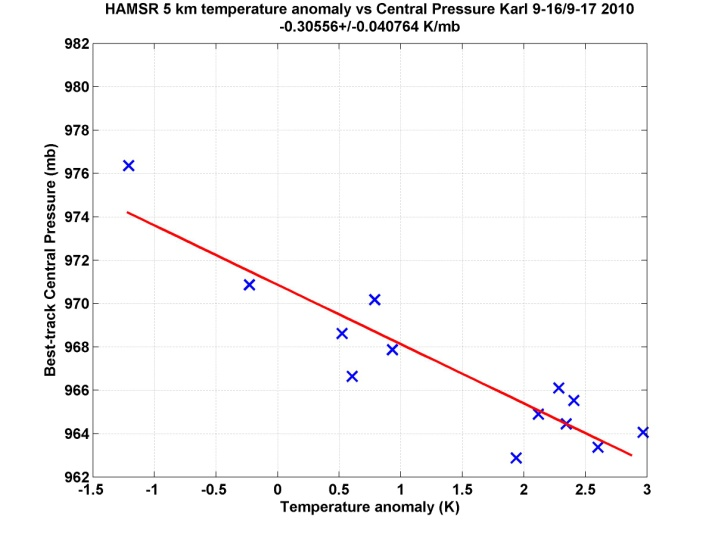 HAMSR 5 km temperature anomaly vs Central Pressure Karl 9-16/9-17 2010
-0.30556+/-0.040764 K/mb
982
980
978
976
974
972
970
968
966
964
962
Best-track Central Pressure (mb)
-1.5 -1 -0.5 0 0.5 1 1.5 2 2.5 3
Temperature anomaly (K)